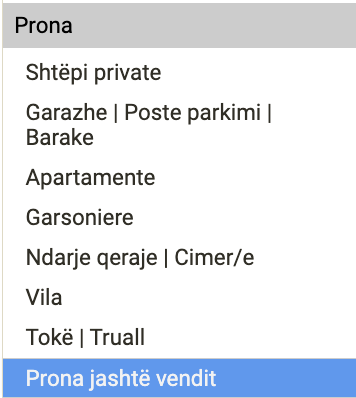 Prona
Shtëpi private
Garazhe | Poste parkimi |
Barake
Apartamente
Garsoniere
Ndarje qeraje | Cimer/e
Vila
Tokë | Truall
Prona jashtë vendit